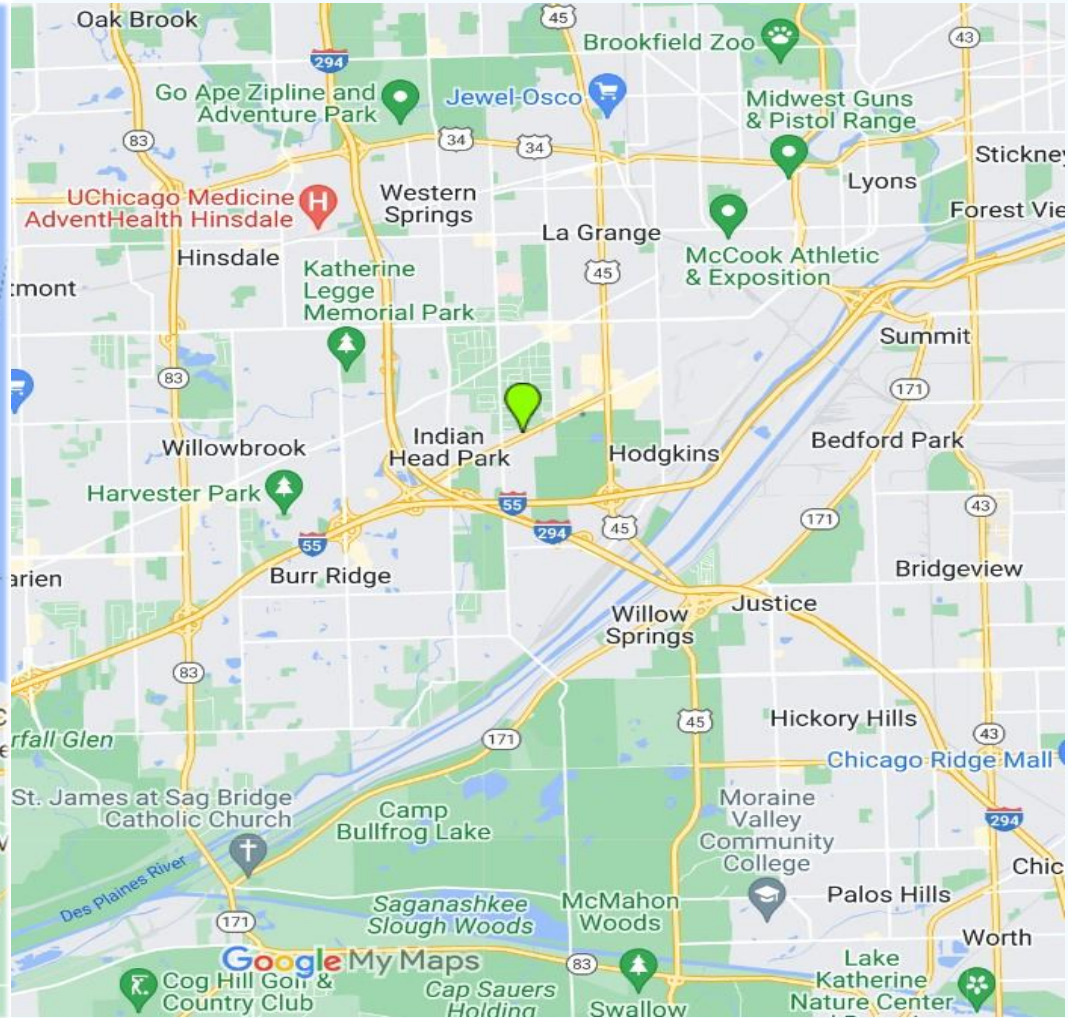 Oak Brook
45
Brookfield Zoo
43
294
Go Ape Zipline and
Adventure Park
Jewel-Osco
Midwest Guns
& Pistol Range
83
34
34
Stickney
Western
Springs
Lyons
UChicago Medicine
AdventHealth Hinsdale
H
Forest Vie
La Grange
Hinsdale
McCook Athletic
& Exposition
Katherine
Legge
Memorial Park
45
tmont
Summit
83
171
Willowbrook
Indian
Head Park
Hodgkins
Bedford Park
Harvester Park
55
45
43
171
294
55
Burr Ridge
Bridgeview
arien
Willow
Springs
Justice
83
45
Hickory Hills
43
171
rfall Glen
Chicago Ridge Mall
St. James at Sag Bridge
Catholic Church
Camp
Bullfrog Lake
Moraine
Valley
Community
College
294
Chic
Des Plaines River
Saganashkee
Slough Woods
McMahon
Woods
Palos Hills
171
Worth
Google My Maps
83
Cog Hill Golf &
Country Club
Cap Sauers
Holding
Swallow
Lake
Katherine
Nature Center